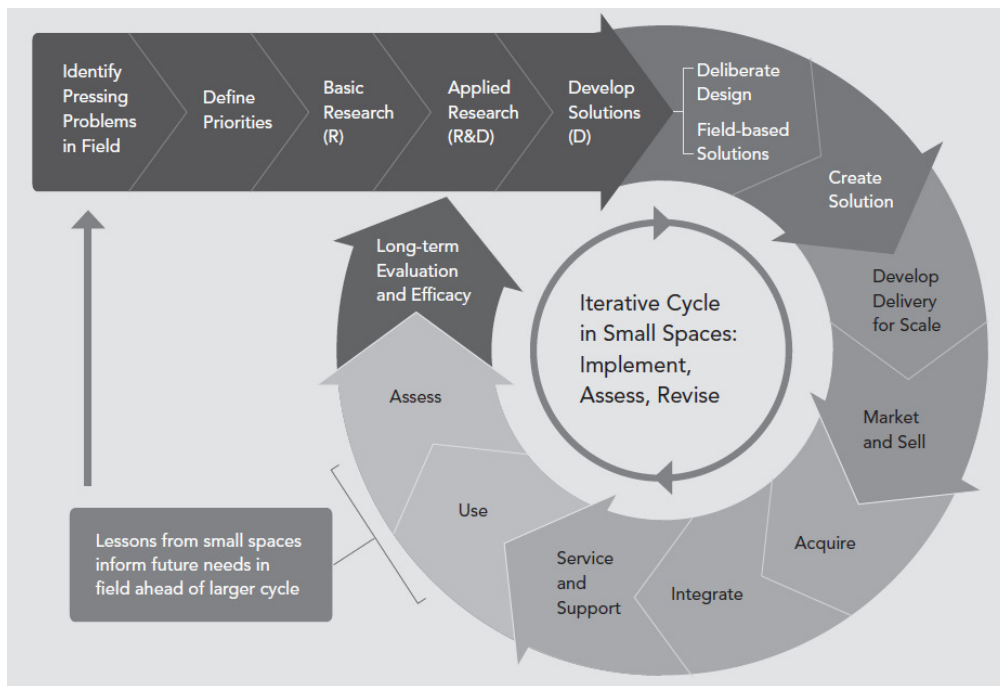 Identify
Pressing
Problems
in Field
Define
Priorities
Basic
Research
(R)
Applied
Research
(R&D)
Develop
Solutions
(D)
Deliberate
Design
Field-based
Solutions
Create
Solution
Develop
Delivery
for Scale
Market
and Sell
Acquire
Integrate
Service
and
Support
Use
Assess
Long-term
Evaluation
and Efficacy
Iterative Cycle
in Small Spaces:
Implement,
Assess, Revise
Lessons from small spaces
inform future needs in
field ahead of larger cycle